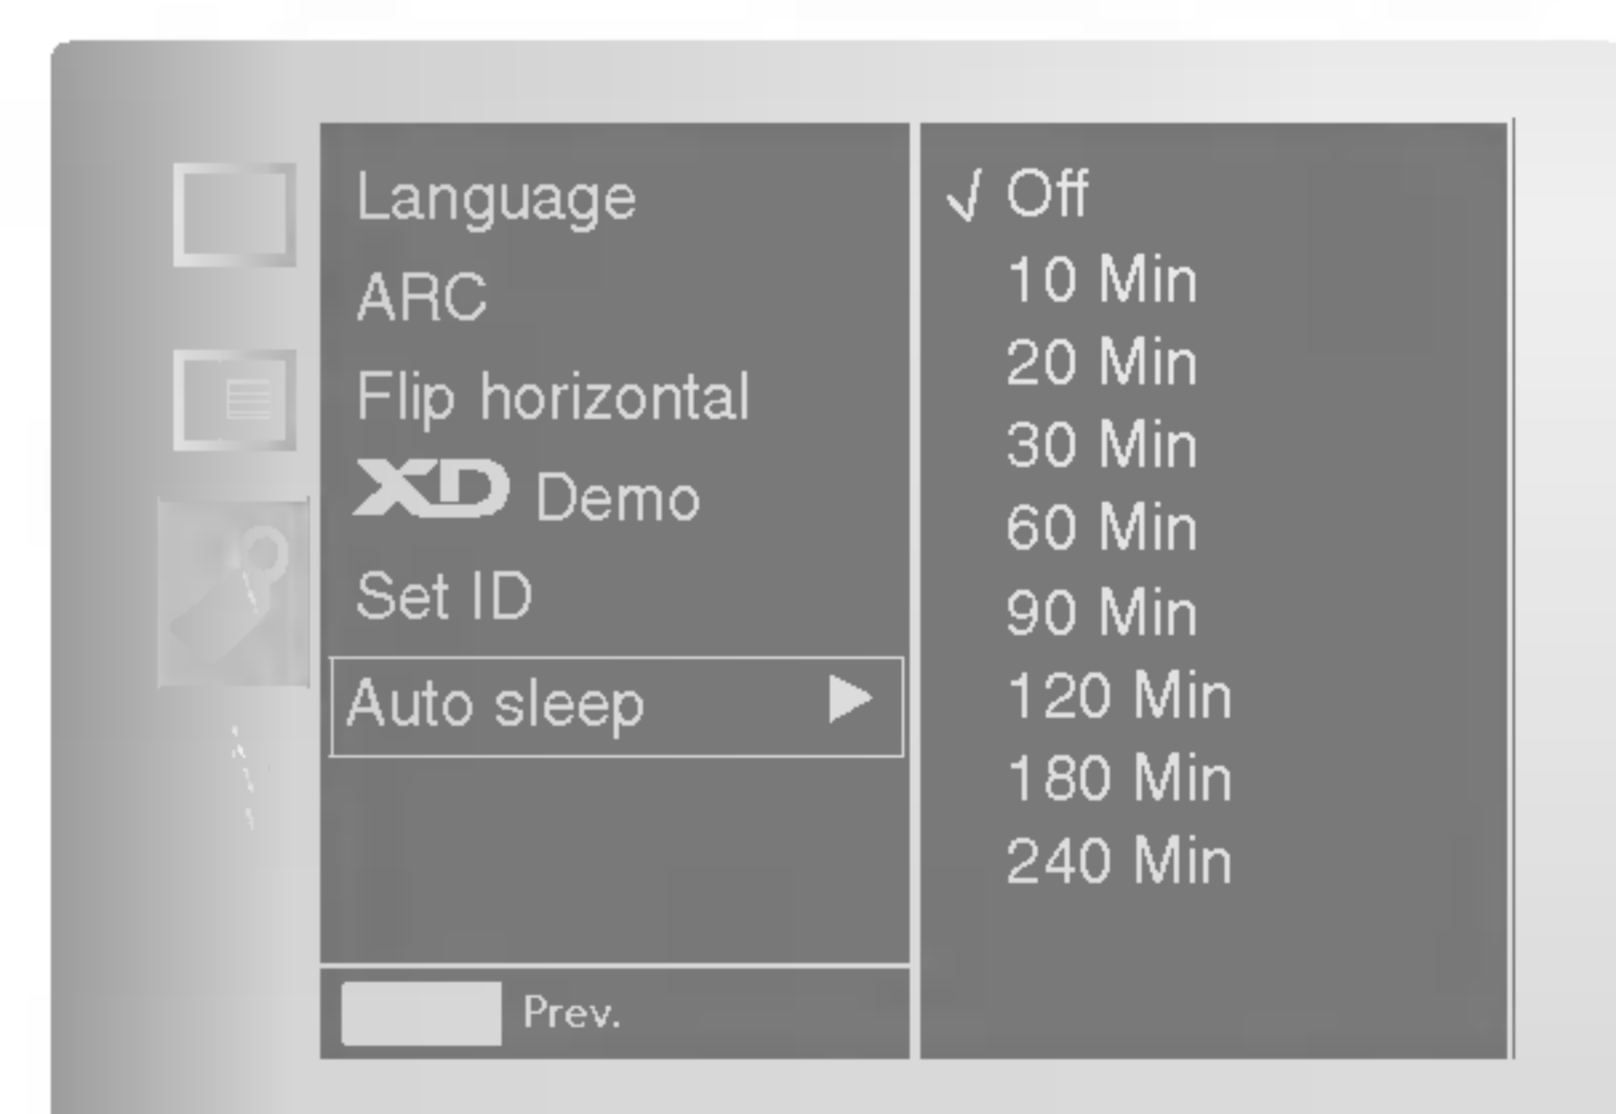 Language
ARC
Flip horizontal
XD Demo
Set ID
Auto sleep
Prev.
√ Off
10 Min
20 Min
30 Min
60 Min
90 Min
120 Min
180 Min
240 Min